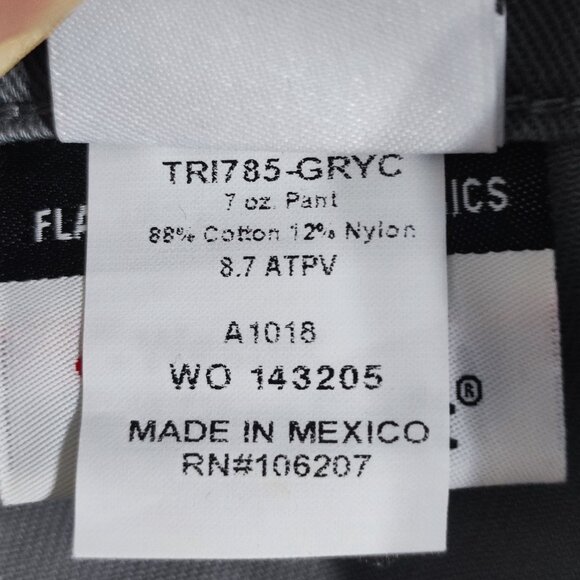 TRI785-GRYC
7 oz. Pant
88% Cotton 12% Nylon
8.7 ATPV
A1018
WO 143205
MADE IN MEXICO
RN#106207
FLA
ICS
®